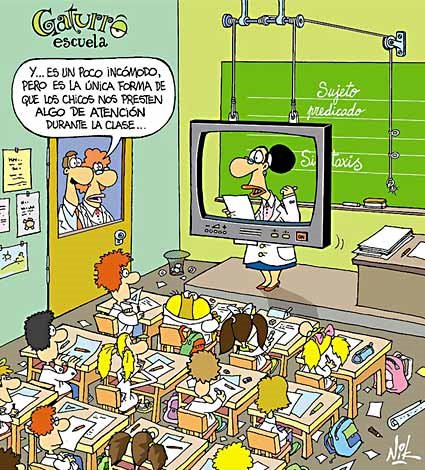 Gaturro
escuela
Y... ES UN POCO INCÓMODO,
PERO ES LA ÚNICA FORMA DE
QUE LOS CHICOS NOS PRESTEN
ALGO DE ATENCIÓN
DURANTE LA CLASE...
Sujeto
predicado
Nik